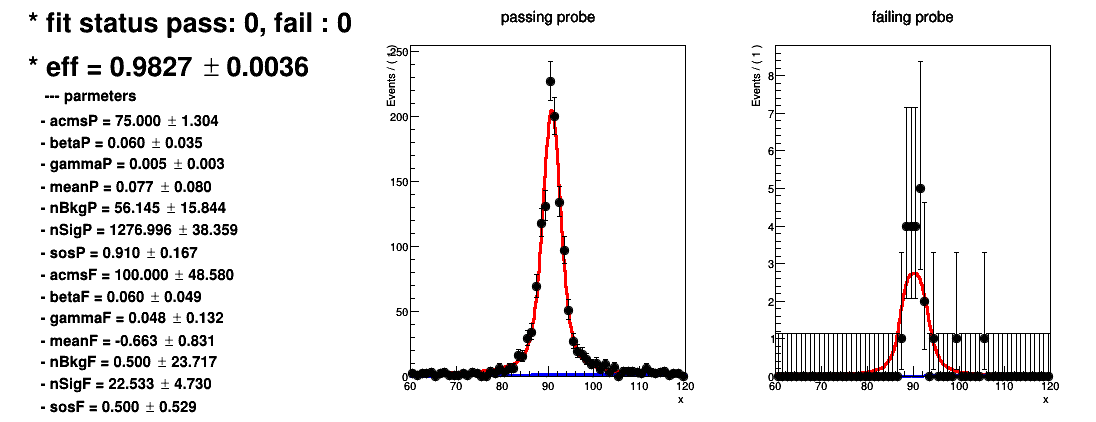 * fit status pass: 0, fail : 0
* eff = 0.9827 ± 0.0036
--- parmeters
- acmsP = 75.000 ± 1.304
- betaP = 0.060 ± 0.035
- gammaP = 0.005 ± 0.003
- meanP = 0.077 ± 0.080
- nBkgP = 56.145 ± 15.844
- nSigP = 1276.996 ± 38.359
- sosP = 0.910 ± 0.167
- acmsF = 100.000 ± 48.580
- betaF = 0.060 ± 0.049
- gammaF = 0.048 ± 0.132
- meanF = -0.663 ± 0.831
- nBkgF = 0.500 ± 23.717
- nSigF = 22.533 ± 4.730
- sosF = 0.500 ± 0.529
passing probe
Events / ( 1 )
250
200
150
100
50
0
60 70 80 90 100 110 120
x
failing probe
Events / ( 1 )
8
7
6
5
4
3
2
1
0
60 70 80 90 100 110 120
x